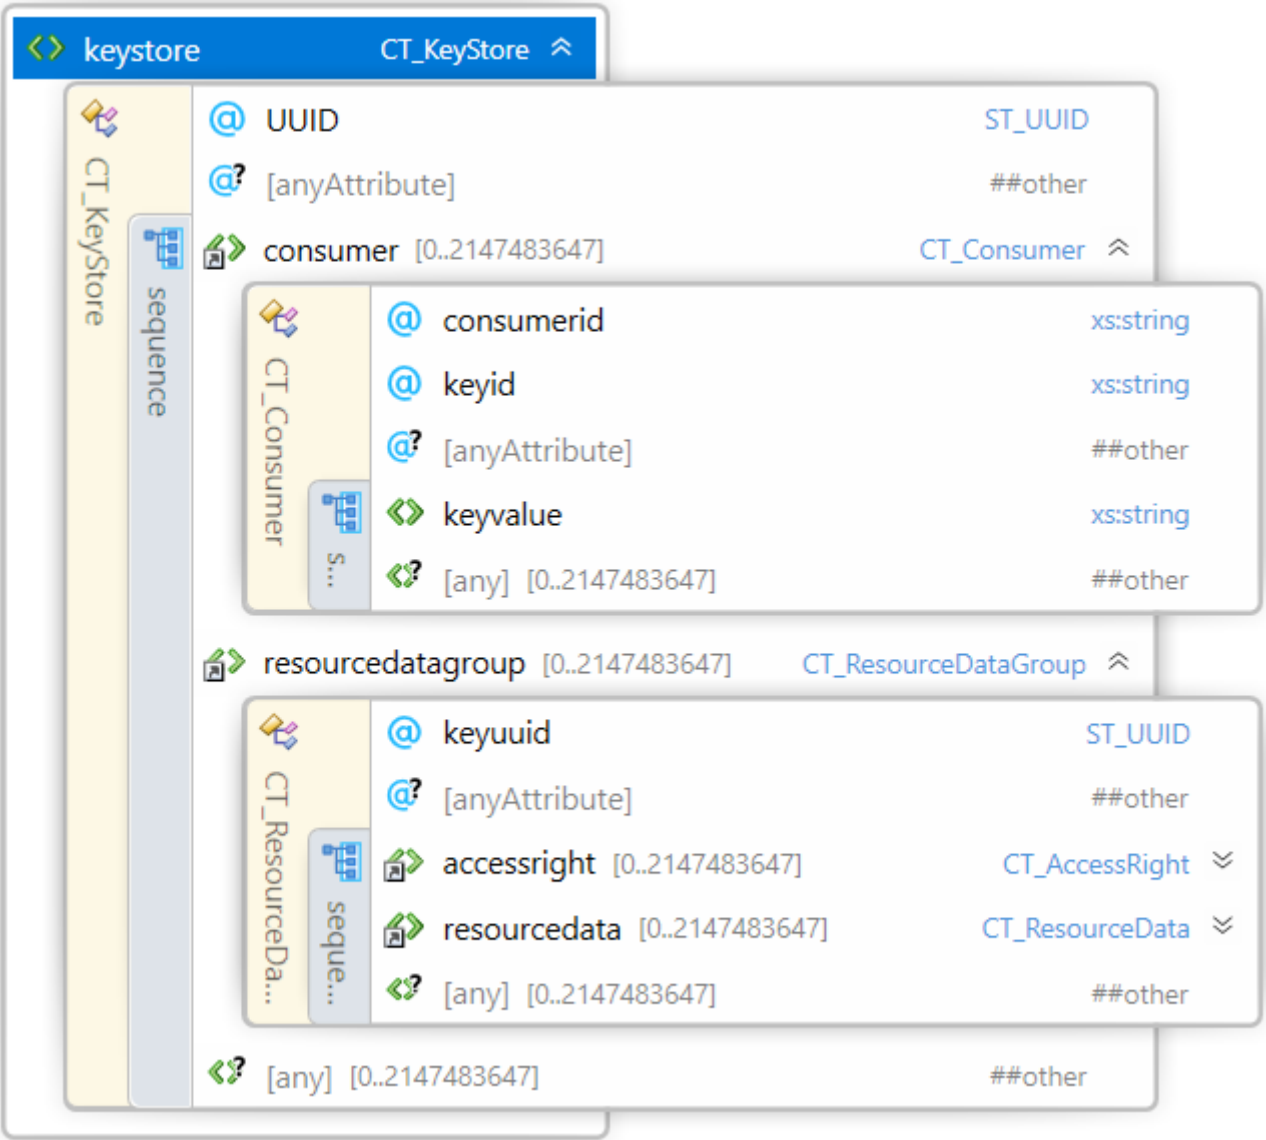 keystore CT_KeyStore
@ UUID ST_UUID
@? [anyAttribute] ##other
CT_KeyStore
sequence
consumer [0..2147483647] CT_Consumer
@ consumerid xs:string
@ keyid xs:string
@? [anyAttribute] ##other
CT_Consumer
keyvalue xs:string
s...
? [any] [0..2147483647] ##other
resourcedatagroup [0..2147483647] CT_ResourceDataGroup
@ keyuuid ST_UUID
@? [anyAttribute] ##other
CT_ResourceDa...
accessright [0..2147483647] CT_AccessRight
seque...
resourcedata [0..2147483647] CT_ResourceData
? [any] [0..2147483647] ##other
? [any] [0..2147483647] ##other